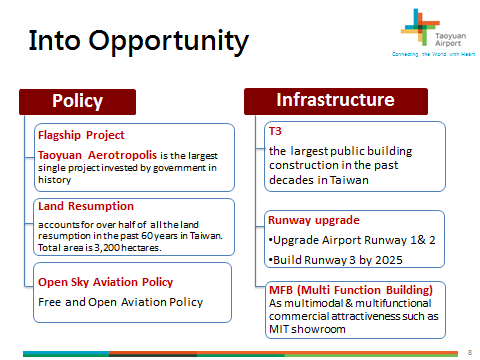 Into Opportunity
Taoyuan
Airport
Connecting the World with Heart
Policy
Flagship Project
Taoyuan Aerotropolis is the largest
single project invested by government in
history
Land Resumption
accounts for over half of all the land
resumption in the past 60 years in Taiwan.
Total area is 3,200 hectares.
Open Sky Aviation Policy
Free and Open Aviation Policy
Infrastructure
T3
the largest public building
construction in the past
decades in Taiwan
Runway upgrade
•Upgrade Airport Runway 1& 2
•Build Runway 3 by 2025
MFB (Multi Function Building)
As multimodal & multifunctional
commercial attractiveness such as
MIT showroom
8